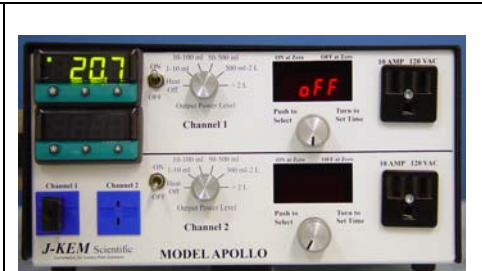 20.7
ON
OFF
1-10 ml
10-100 ml
50-500 ml
300 ml-2 L
> 2 L
Heat
Off
Output Power Level
Channel 1
ON at Zero OFF at Zero
oFF
Push to
Select
Turn to
Set Time
10 AMP 120 VAC
Channel 1 Channel 2
ON
OFF
1-10 ml
10-100 ml
50-500 ml
300 ml-2 L
> 2 L
Heat
Off
Output Power Level
Channel 2
ON at Zero OFF at Zero
Push to
Select
Turn to
Set Time
10 AMP 120 VAC
J-KEM Scientific
MODEL APOLLO